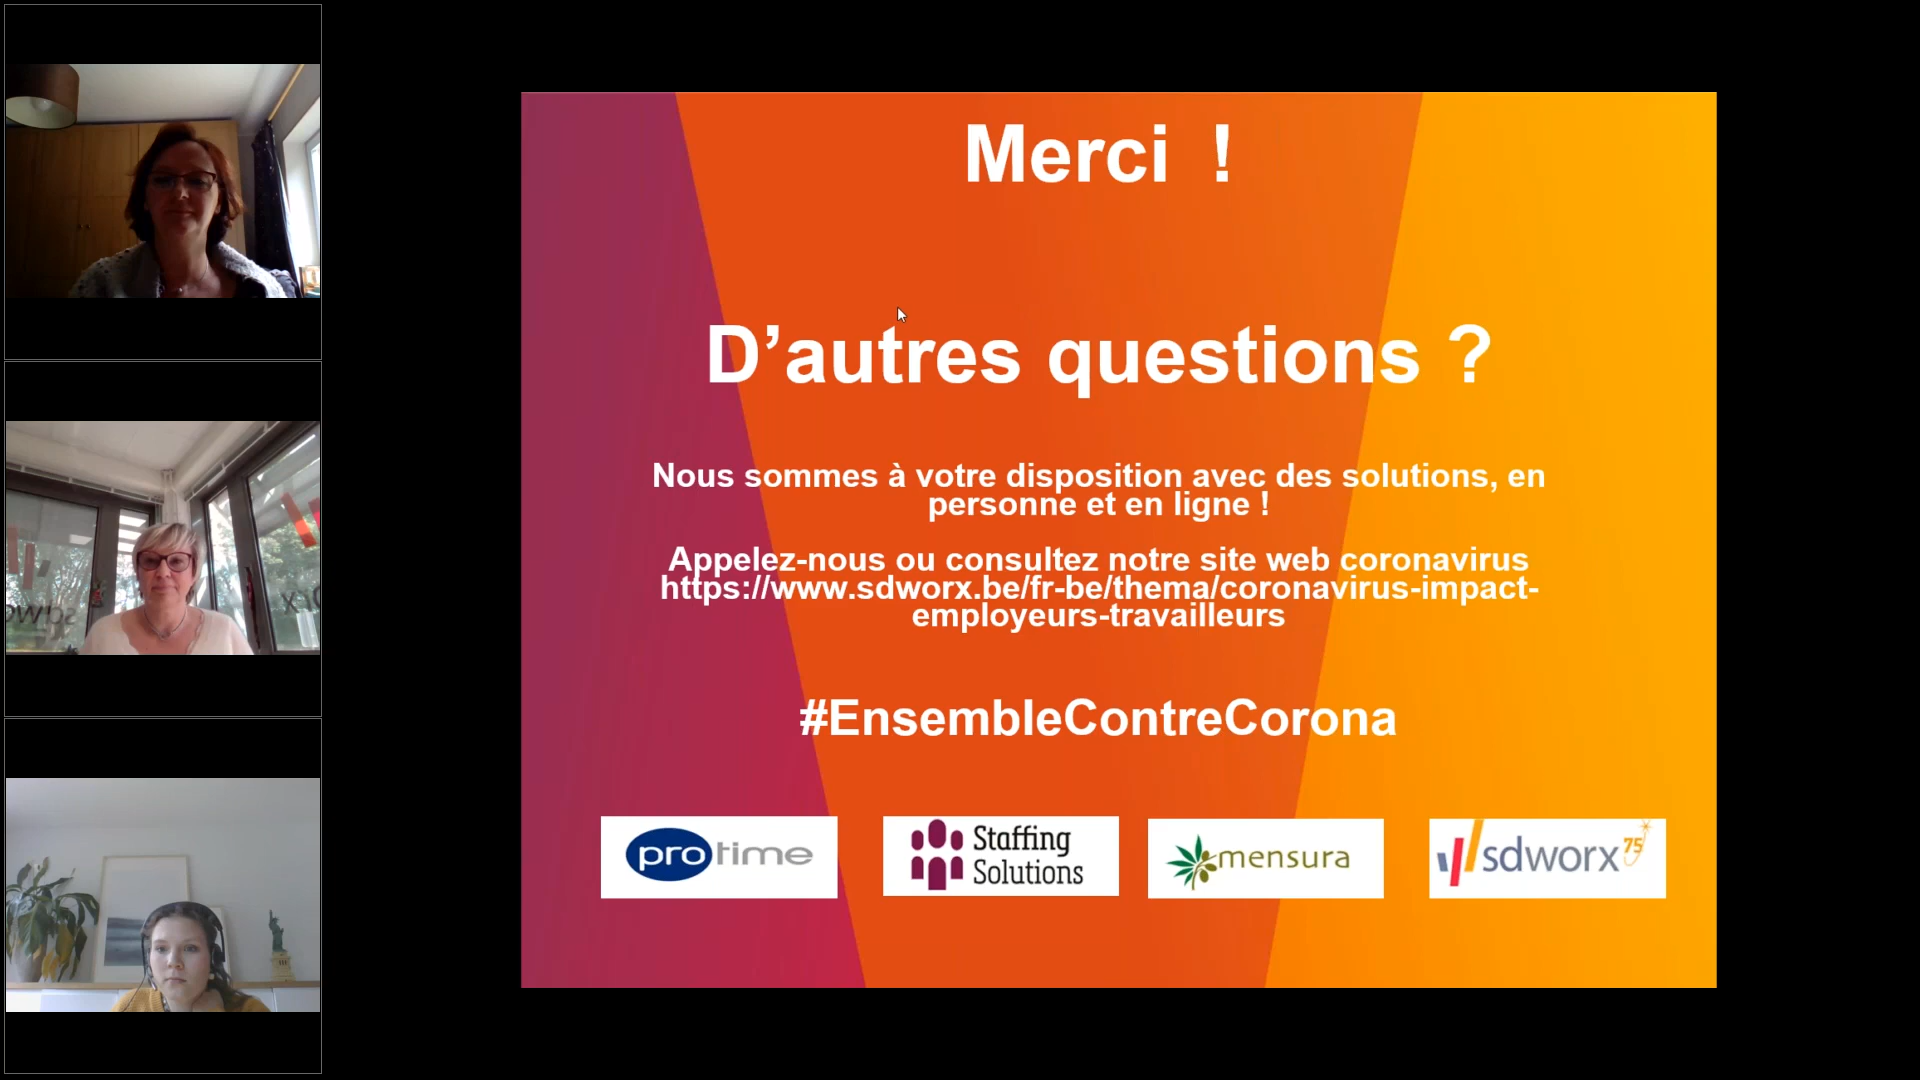 Merci !
D’autres questions ?
Nous sommes à votre disposition avec des solutions, en
personne et en ligne !
Appelez-nous ou consultez notre site web coronavirus
https://www.sdworx.be/fr-be/thema/coronavirus-impact-
employeurs-travailleurs
#EnsembleContreCorona
protime
Staffing
Solutions
mensura
sdworx 75